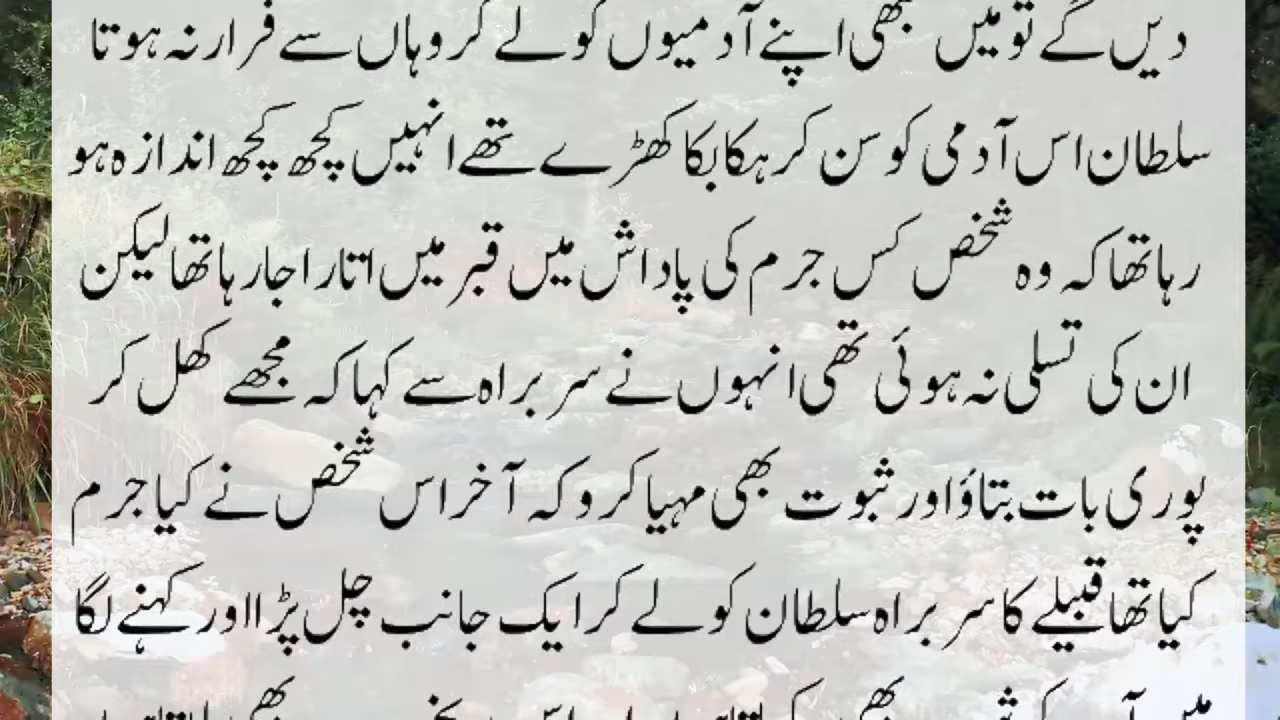 دیں گے تو میں بھی اپنے آدمیوں کو لے کر وہاں سے فرار نہ ہوتا
سلطان اس آدمی کو سن کر ہکا بکا کھڑے تھے انہیں کچھ کچھ اندازہ ہو
رہا تھا کہ وہ شخص کس جرم کی پاداش میں قبر میں اتارا جا رہا تھا لیکن
ان کی تسلی نہ ہوئی تھی انہوں نے سربراہ سے کہا کہ مجھے کھل کر
پوری بات بتاؤ اور ثبوت بھی مہیا کرو کہ آخر اس شخص نے کیا جرم
کیا تھا قبیلے کا سربراہ سلطان کو لے کر ایک جانب چل پڑا اور کہنے لگا